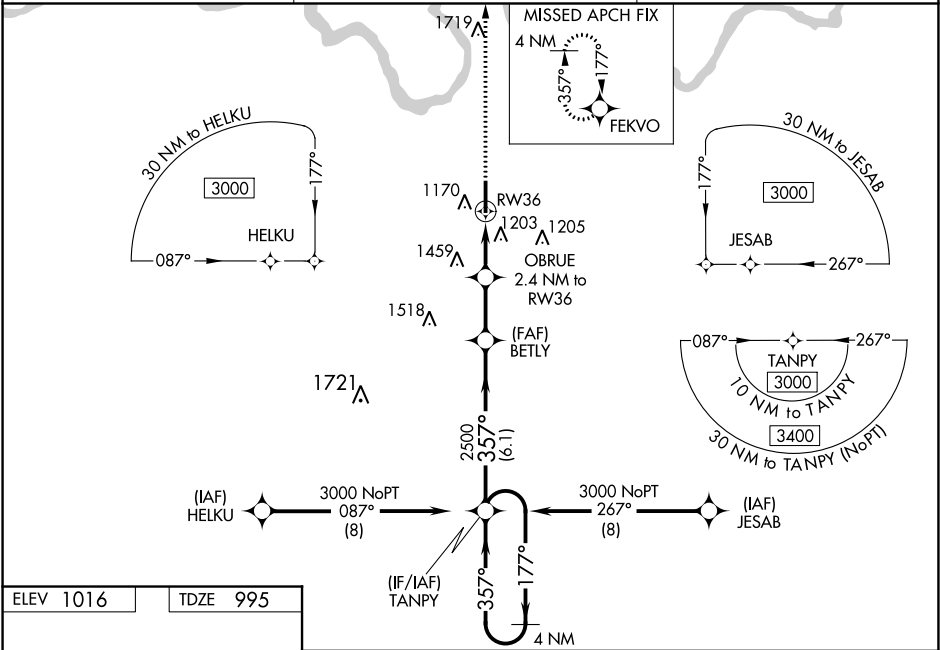 1719
MISSED APCH FIX
4 NM
357°
177°
FEKVO
30 NM to HELKU
3000
177°
HELKU
087°
30 NM to JESAB
177°
3000
JESAB
267°
1170
RW36
1203
1205
1459
OBRUE
2.4 NM to
RW36
1518
(FAF)
BETLY
087°
267°
TANPY
3000
10 NM to TANPY
3400
30 NM to TANPY (NoPT)
1721
2500
357°
(6.1)
(IAF)
HELKU
3000 NoPT
087°
(8)
3000 NoPT
267°
(8)
(IAF)
JESAB
(IF/IAF)
TANPY
357°
177°
4 NM
ELEV 1016
TDZE 995